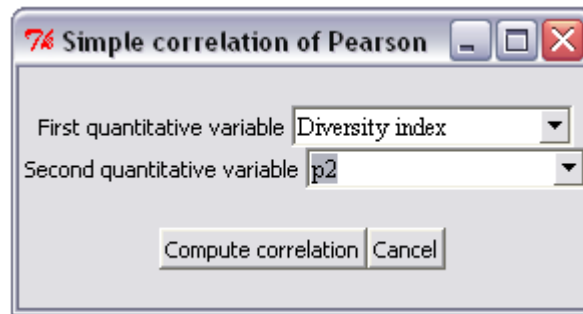 Simple correlation of Pearson
First quantitative variable Diversity index
Second quantitative variable p2
Compute correlation Cancel